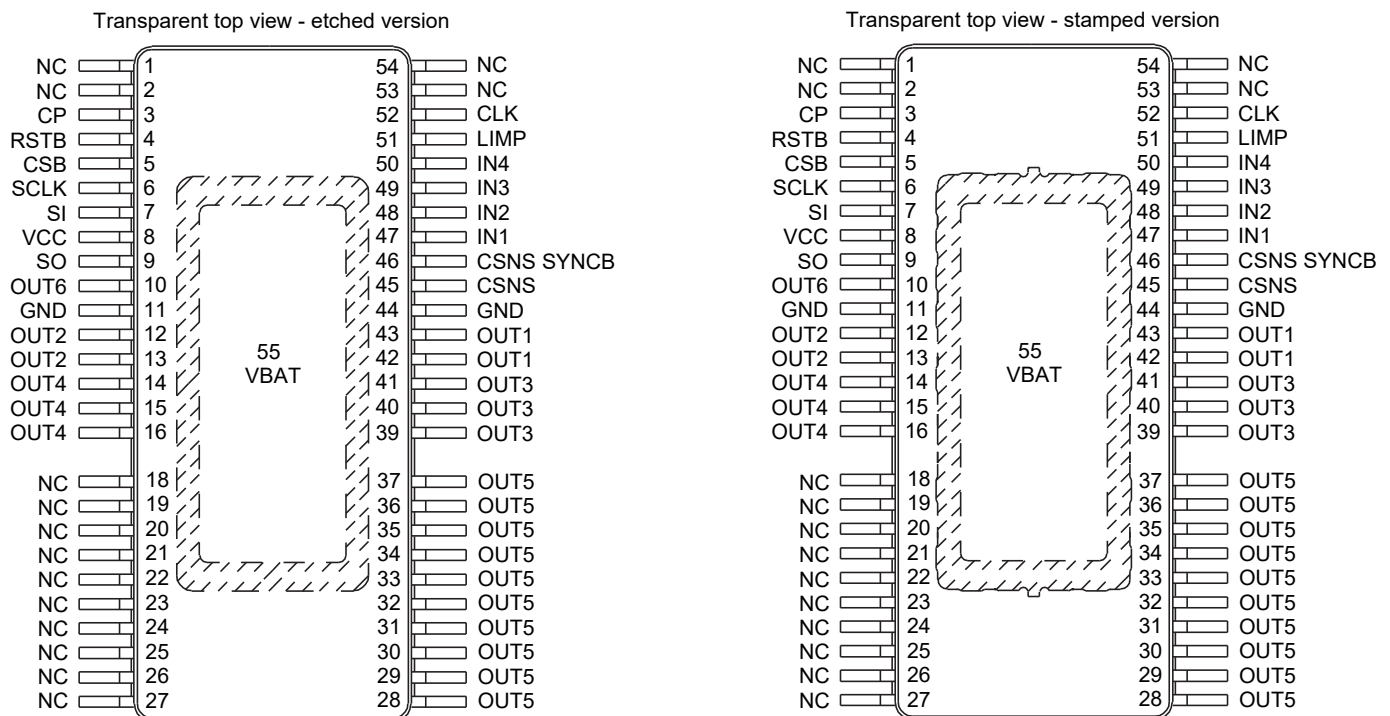 Transparent top view - etched version
NC 1 54 NC
NC 2 53 NC
CP 3 52 CLK
RSTB 4 51 LIMP
CSB 5 50 IN4
SCLK 6 49 IN3
SI 7 48 IN2
VCC 8 47 IN1
SO 9 46 CSNS SYNCB
OUT6 10 45 CSNS
GND 11 44 GND
OUT2 12 43 OUT1
OUT2 13 42 OUT1
OUT4 14 41 OUT3
OUT4 15 40 OUT3
OUT4 16 39 OUT3
55
VBAT
NC 18 37 OUT5
NC 19 36 OUT5
NC 20 35 OUT5
NC 21 34 OUT5
NC 22 33 OUT5
NC 23 32 OUT5
NC 24 31 OUT5
NC 25 30 OUT5
NC 26 29 OUT5
NC 27 28 OUT5
Transparent top view - stamped version
NC 1 54 NC
NC 2 53 NC
CP 3 52 CLK
RSTB 4 51 LIMP
CSB 5 50 IN4
SCLK 6 49 IN3
SI 7 48 IN2
VCC 8 47 IN1
SO 9 46 CSNS SYNCB
OUT6 10 45 CSNS
GND 11 44 GND
OUT2 12 43 OUT1
OUT2 13 42 OUT1
OUT4 14 41 OUT3
OUT4 15 40 OUT3
OUT4 16 39 OUT3
55
VBAT
NC 18 37 OUT5
NC 19 36 OUT5
NC 20 35 OUT5
NC 21 34 OUT5
NC 22 33 OUT5
NC 23 32 OUT5
NC 24 31 OUT5
NC 25 30 OUT5
NC 26 29 OUT5
NC 27 28 OUT5